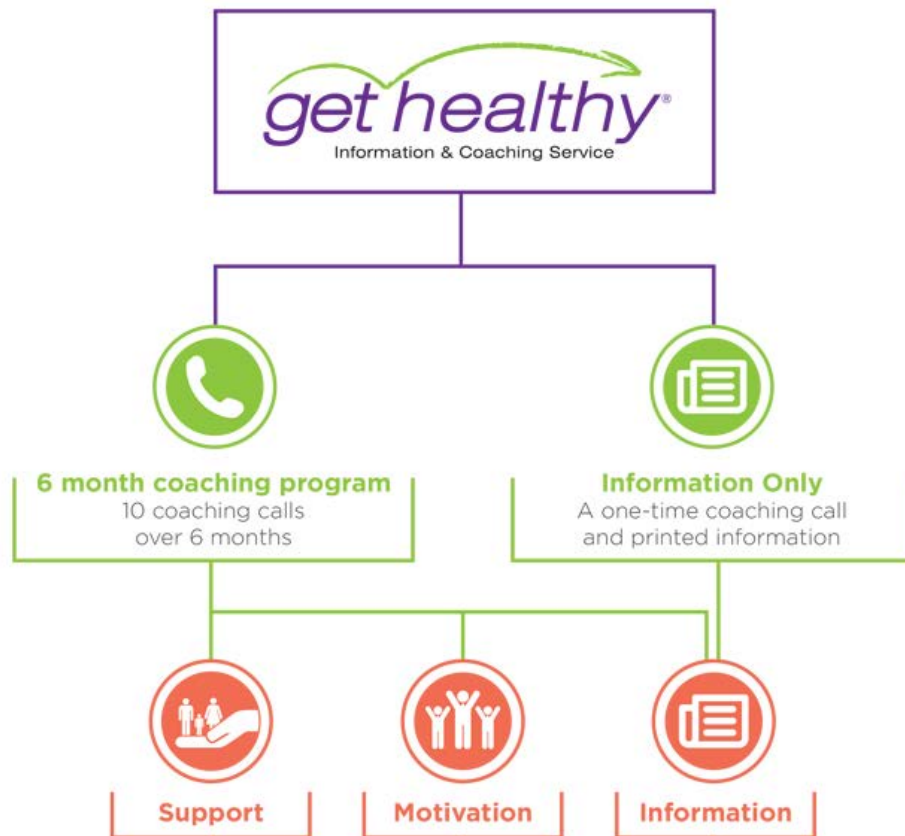 get healthy®
Information & Coaching Service
6 month coaching program
10 coaching calls
over 6 months
Information Only
A one-time coaching call
and printed information
Support
Motivation
Information